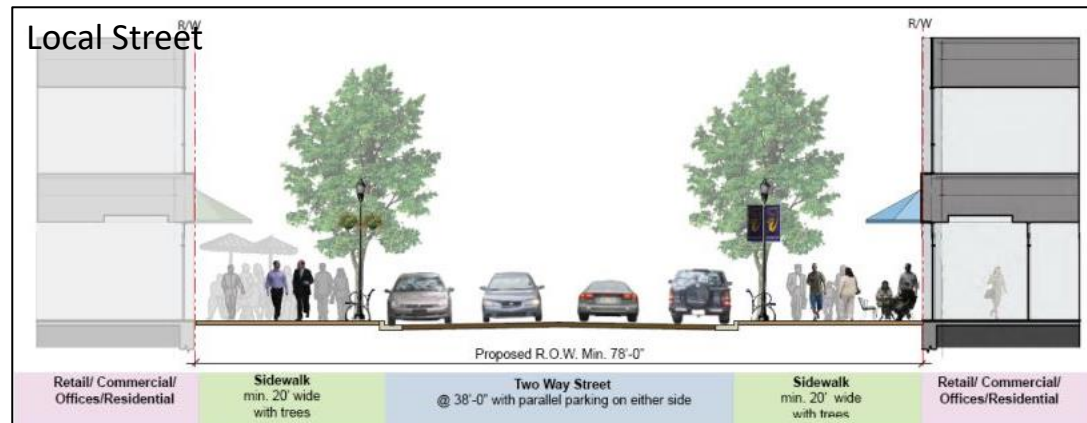 Local Street
R/W
R/W
Proposed R.O.W. Min. 78'-0"
Retail/ Commercial/
Offices/Residential
Sidewalk
min. 20' wide
with trees
Two Way Street
@ 38'-0" with parallel parking on either side
Sidewalk
min. 20' wide
with trees
Retail/ Commercial/
Offices/Residential